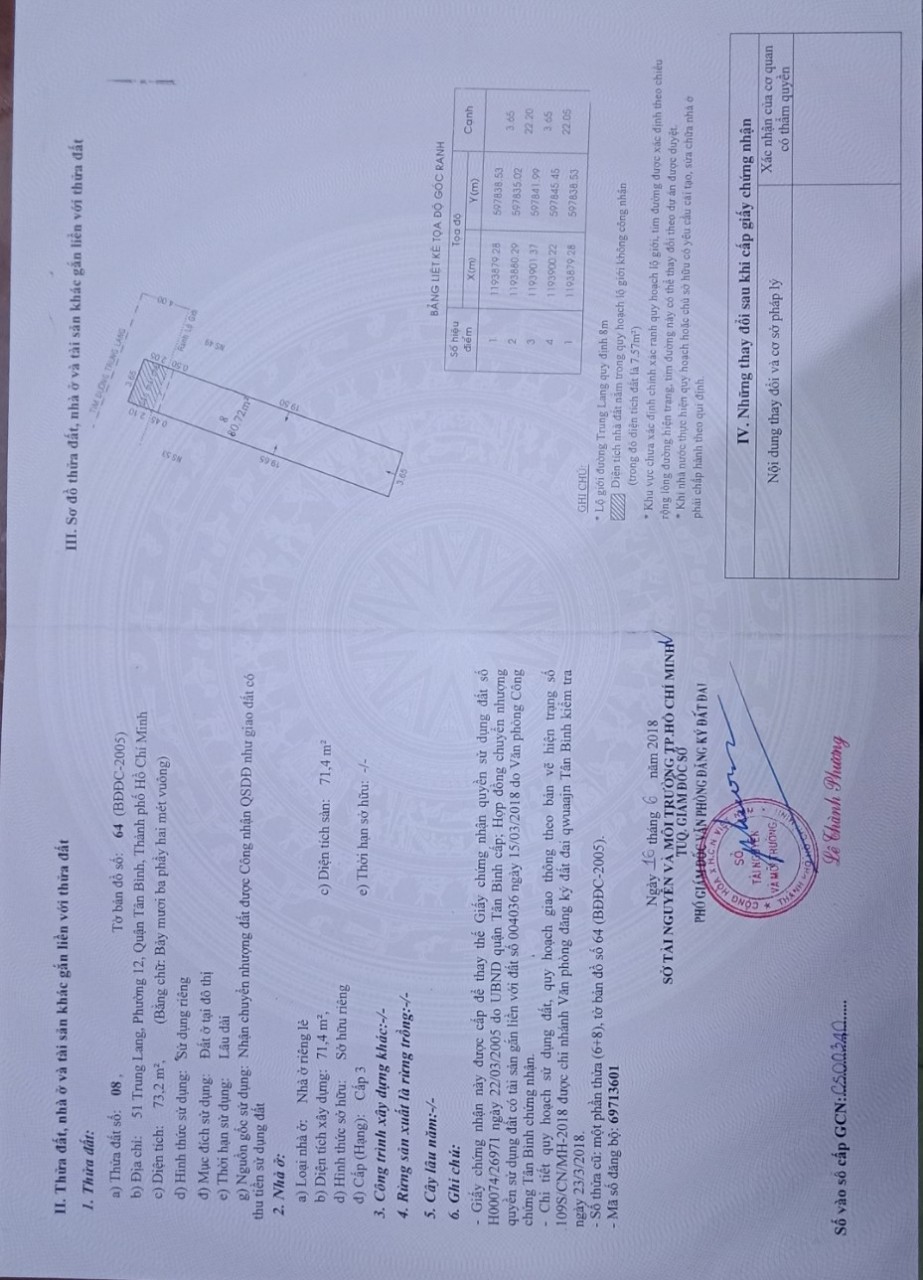 II. Thửa đất, nhà ở và tài sản khác gắn liền với thửa đất
1. Thửa đất:
a) Thửa đất số: 08 , Tờ bản đồ số: 64 (BĐĐC-2005)
b) Địa chỉ: 51 Trung Lang, Phường 12, Quận Tân Bình, Thành phố Hồ Chí Minh
c) Diện tích: 73,2 m², (Bằng chữ: Bảy mươi ba phẩy hai mét vuông)
d) Hình thức sử dụng: Sử dụng riêng
đ) Mục đích sử dụng: Đất ở tại đô thị
e) Thời hạn sử dụng: Lâu dài
g) Nguồn gốc sử dụng: Nhận chuyển nhượng đất được Công nhận QSDĐ như giao đất có
thu tiền sử dụng đất
2. Nhà ở:
a) Loại nhà ở: Nhà ở riêng lẻ
b) Diện tích xây dựng: 71,4 m², c) Diện tích sàn: 71,4 m²
d) Hình thức sở hữu: Sở hữu riêng
đ) Cấp (Hạng): Cấp 3 e) Thời hạn sở hữu: -/-
3. Công trình xây dựng khác:-/-
4. Rừng sản xuất là rừng trồng:-/-
5. Cây lâu năm:-/-
6. Ghi chú:
- Giấy chứng nhận này được cấp để thay thế Giấy chứng nhận quyền sử dụng đất số
H00074/26971 ngày 22/03/2005 do UBND quận Tân Bình cấp; Hợp đồng chuyển nhượng
quyền sử dụng đất có tài sản gắn liền với đất số 004036 ngày 15/03/2018 do Văn phòng Công
chứng Tân Bình chứng nhận.
- Chi tiết quy hoạch sử dụng đất, quy hoạch giao thông theo bản vẽ hiện trạng số
109S/CN/MH-2018 được chi nhánh Văn phòng đăng ký đất đai qwuaajn Tân Bình kiểm tra
ngày 23/3/2018.
- Số thửa cũ: một phần thửa (6+8), tờ bản đồ số 64 (BĐĐC-2005).
- Mã số đăng bộ: 69713601
Ngày 16 tháng 6 năm 2018
SỞ TÀI NGUYÊN VÀ MÔI TRƯỜNG TP.HỒ CHÍ MINH
TUQ. GIÁM ĐỐC SỞ
PHÓ GIÁM ĐỐC VĂN PHÒNG ĐĂNG KÝ ĐẤT ĐAI
CỘNG HÒA X.H.C.N VIỆT NAM
SỞ
TÀI NGUYÊN
VÀ MÔI TRƯỜNG
THÀNH PHỐ HỒ CHÍ MINH
Lê Thành Phương
Số vào sổ cấp GCN:CS00340......
III. Sơ đồ thửa đất, nhà ở và tài sản khác gắn liền với thửa đất
TIM ĐƯỜNG TRUNG LANG
3.65
2.10
2.00
4.00
0.45
0.50
Ranh Lộ Giới
NS 53
NS 49
8
60.72m²
19.65
19.50
3.65
BẢNG LIỆT KÊ TỌA ĐỘ GÓC RANH
Số hiệu điểm Tọa độ Cạnh
X(m) Y(m)
1 1193879.28 597838.53
3.65
2 1193880.29 597835.02
22.20
3 1193901.37 597841.99
3.65
4 1193900.22 597845.45
22.05
1 1193879.28 597838.53
GHI CHÚ:
* Lộ giới đường Trung Lang quy định 8m
Diện tích nhà đất nằm trong quy hoạch lộ giới không công nhận
(trong đó diện tích đất là 7.57m²)
* Khu vực chưa xác định chính xác ranh quy hoạch lộ giới, tim đường được xác định theo chiều
rộng lòng đường hiện trạng, tim đường này có thể thay đổi theo dự án được duyệt.
* Khi nhà nước thực hiện quy hoạch hoặc chủ sở hữu có yêu cầu cải tạo, sửa chữa nhà ở
phải chấp hành theo qui định.
IV. Những thay đổi sau khi cấp giấy chứng nhận
Nội dung thay đổi và cơ sở pháp lý
Xác nhận của cơ quan
có thẩm quyền